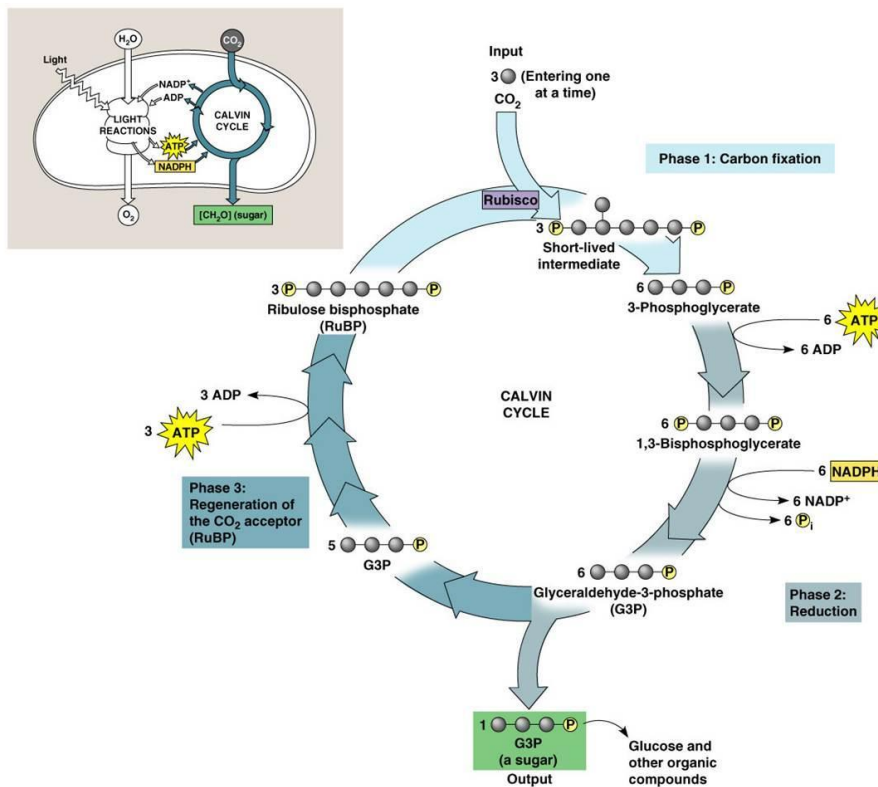 H₂O
CO₂
Light
NADP⁺
ADP
LIGHT
REACTIONS
CALVIN
CYCLE
ATP
NADPH
O₂
[CH₂O] (sugar)
Input
3 (Entering one
at a time)
CO₂
Phase 1: Carbon fixation
Rubisco
3 P P
Short-lived
intermediate
3 P P
Ribulose bisphosphate
(RuBP)
6 P
3-Phosphoglycerate
6 ATP
6 ADP
3 ADP
3 ATP
CALVIN
CYCLE
6 P P
1,3-Bisphosphoglycerate
6 NADPH
6 NADP⁺
6 Pᵢ
Phase 3:
Regeneration of
the CO₂ acceptor
(RuBP)
5 P
G3P
6 P
Glyceraldehyde-3-phosphate
(G3P)
Phase 2:
Reduction
1 P
G3P
(a sugar)
Output
Glucose and
other organic
compounds